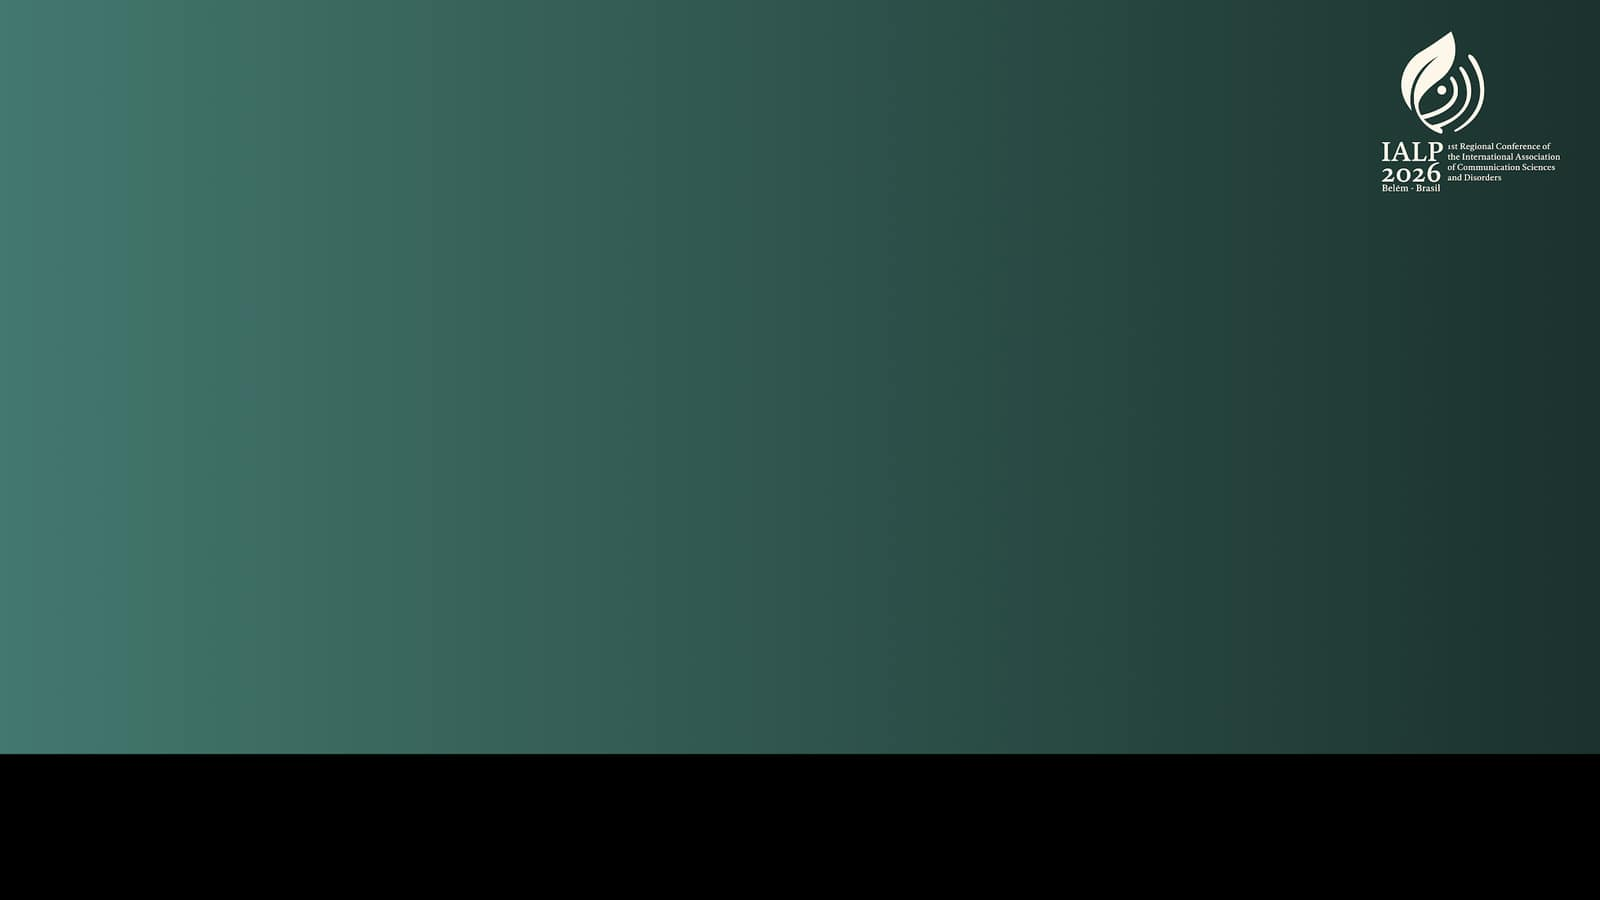 IALP
2026
Belém - Brasil
1st Regional Conference of
the International Association
of Communication Sciences
and Disorders